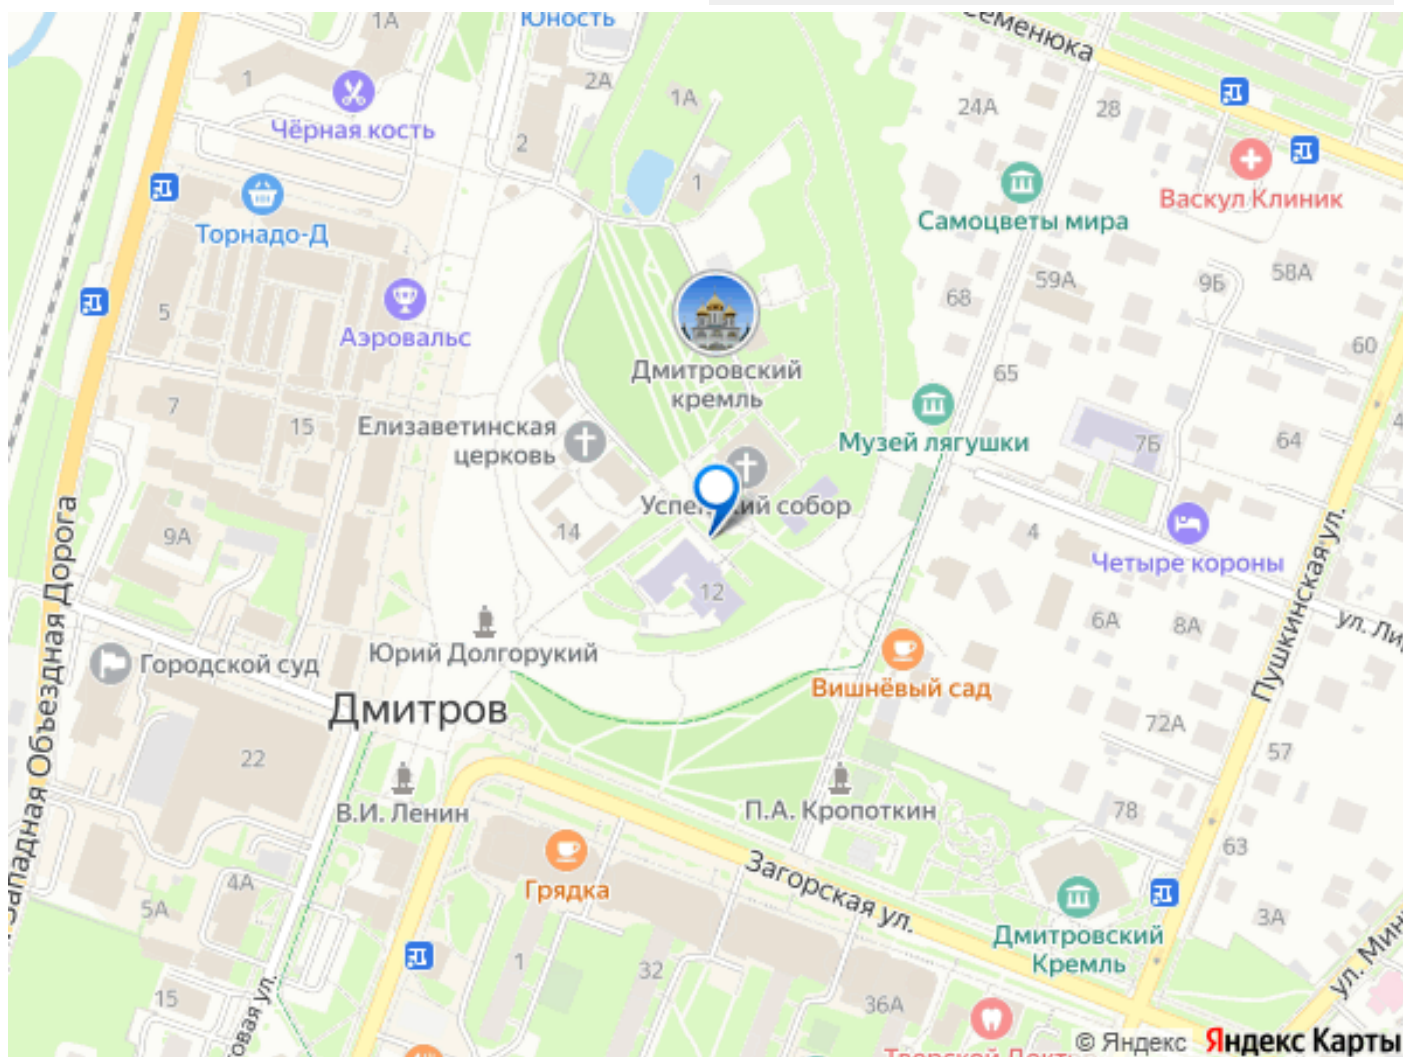 1А
Юность
Семенюка
1
2А
1А
24А
28
Чёрная кость
2
1
Васкул Клиник
Самоцветы мира
Торнадо-Д
58А
59А
9Б
68
5
Аэровальс
60
Дмитровский
кремль
65
7
15
Елизаветинская
церковь
Музей лягушки
7Б
64
Успенский собор
14
9А
4
Четыре короны
12
6А
8А
Западная Объездная Дорога
Пушкинская ул.
Юрий Долгорукий
Городской суд
Вишнёвый сад
Дмитров
72А
57
22
В.И. Ленин
П.А. Кропоткин
78
63
Загорская ул.
Грядка
4А
5А
3А
Дмитровский
Кремль
1
32
15
36А
© Яндекс Яндекс Карты